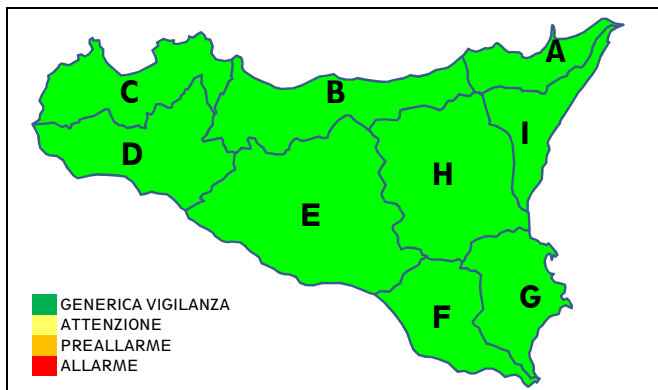 A
C
B
I
D
H
E
G
F
GENERICA VIGILANZA
ATTENZIONE
PREALLARME
ALLARME